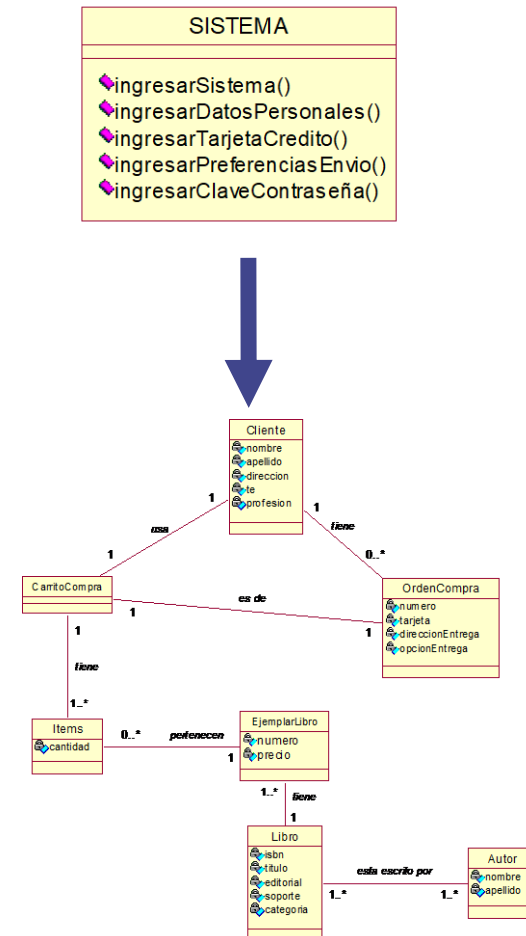 SISTEMA
ingresarSistema()
ingresarDatosPersonales()
ingresarTarjetaCredito()
ingresarPreferenciasEnvio()
ingresarClaveContraseña()
Cliente
nombre
apellido
direccion
te
profesion
1
1
usa
tiene
1
0..*
CarritoCompra
1
es de
1
OrdenCompra
numero
tarjeta
direccionEntrega
opcionEntrega
1
tiene
1..*
Items
cantidad
0..*
pertenecen
1
EjemplarLibro
numero
precio
1..*
tiene
1
Libro
isbn
titulo
editorial
soporte
categoria
esta escrito por
1..*
1..*
Autor
nombre
apellido